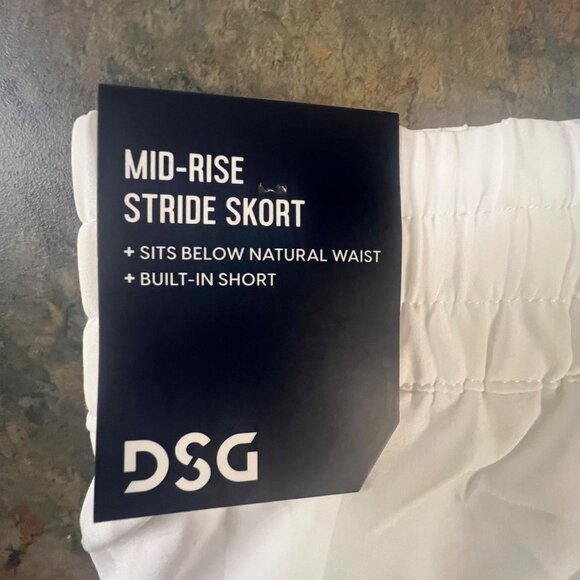 MID-RISE
STRIDE SKORT
+ SITS BELOW NATURAL WAIST
+ BUILT-IN SHORT
DSG